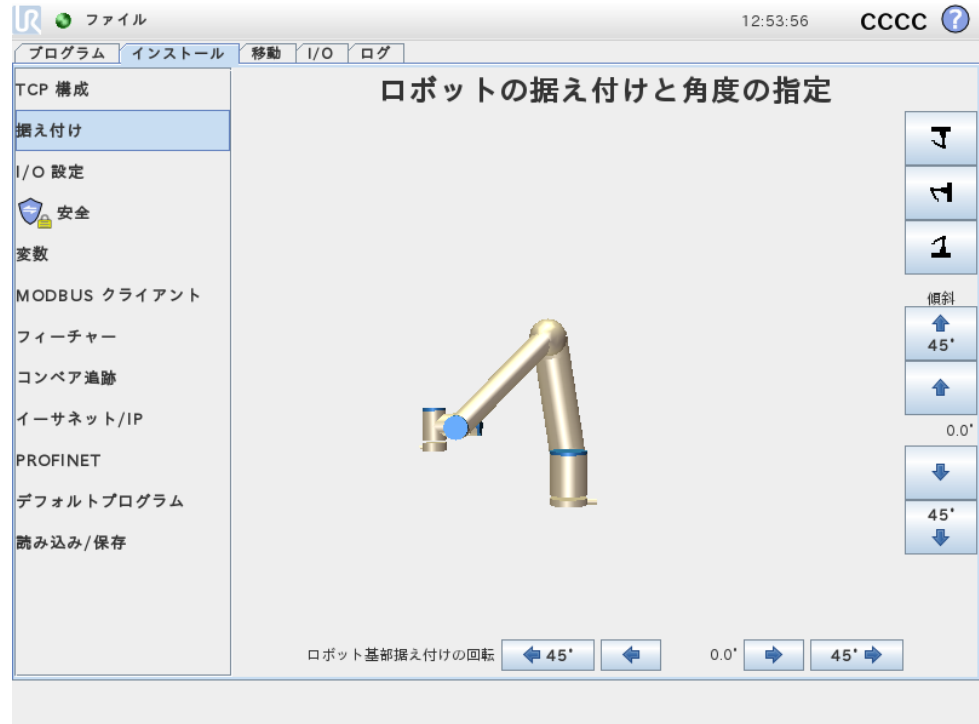 UR ファイル 12:53:56 CCCC ?
プログラム インストール 移動 I/O ログ
TCP 構成
据え付け
I/O 設定
安全
変数
MODBUS クライアント
フィーチャー
コンベア追跡
イーサネット/IP
PROFINET
デフォルトプログラム
読み込み/保存
ロボットの据え付けと角度の指定
傾斜
45°
0.0°
45°
ロボット基部据え付けの回転 45° 0.0° 45°